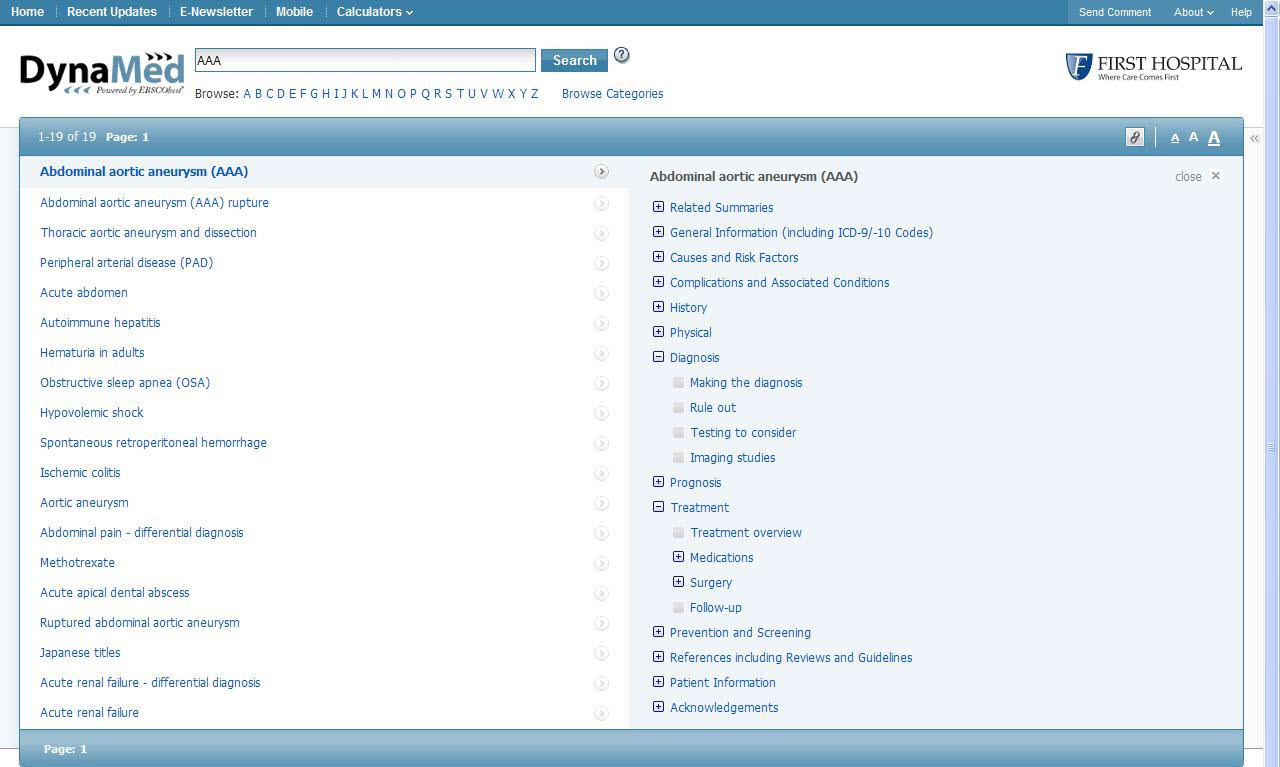 Home Recent Updates E-Newsletter Mobile Calculators Send Comment About Help
DynaMed
Powered by EBSCOhost
AAA Search ?
Browse: A B C D E F G H I J K L M N O P Q R S T U V W X Y Z Browse Categories
FIRST HOSPITAL
Where Care Comes First
1-19 of 19 Page: 1 A A A
Abdominal aortic aneurysm (AAA)
Abdominal aortic aneurysm (AAA) rupture
Thoracic aortic aneurysm and dissection
Peripheral arterial disease (PAD)
Acute abdomen
Autoimmune hepatitis
Hematuria in adults
Obstructive sleep apnea (OSA)
Hypovolemic shock
Spontaneous retroperitoneal hemorrhage
Ischemic colitis
Aortic aneurysm
Abdominal pain - differential diagnosis
Methotrexate
Acute apical dental abscess
Ruptured abdominal aortic aneurysm
Japanese titles
Acute renal failure - differential diagnosis
Acute renal failure
Abdominal aortic aneurysm (AAA) close
Related Summaries
General Information (including ICD-9/-10 Codes)
Causes and Risk Factors
Complications and Associated Conditions
History
Physical
Diagnosis
Making the diagnosis
Rule out
Testing to consider
Imaging studies
Prognosis
Treatment
Treatment overview
Medications
Surgery
Follow-up
Prevention and Screening
References including Reviews and Guidelines
Patient Information
Acknowledgements
Page: 1